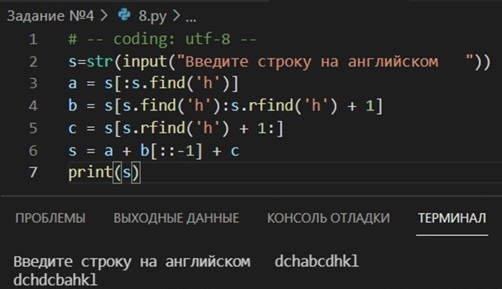 Задание №4 > 8.py > ...
1 # -- coding: utf-8 --
2 s=str(input("Введите строку на английском   "))
3 a = s[:s.find('h')]
4 b = s[s.find('h'):s.rfind('h') + 1]
5 c = s[s.rfind('h') + 1:]
6 s = a + b[::-1] + c
7 print(s)
ПРОБЛЕМЫ ВЫХОДНЫЕ ДАННЫЕ КОНСОЛЬ ОТЛАДКИ ТЕРМИНАЛ
Введите строку на английском   dchabcdhkl
dchdcbahkl